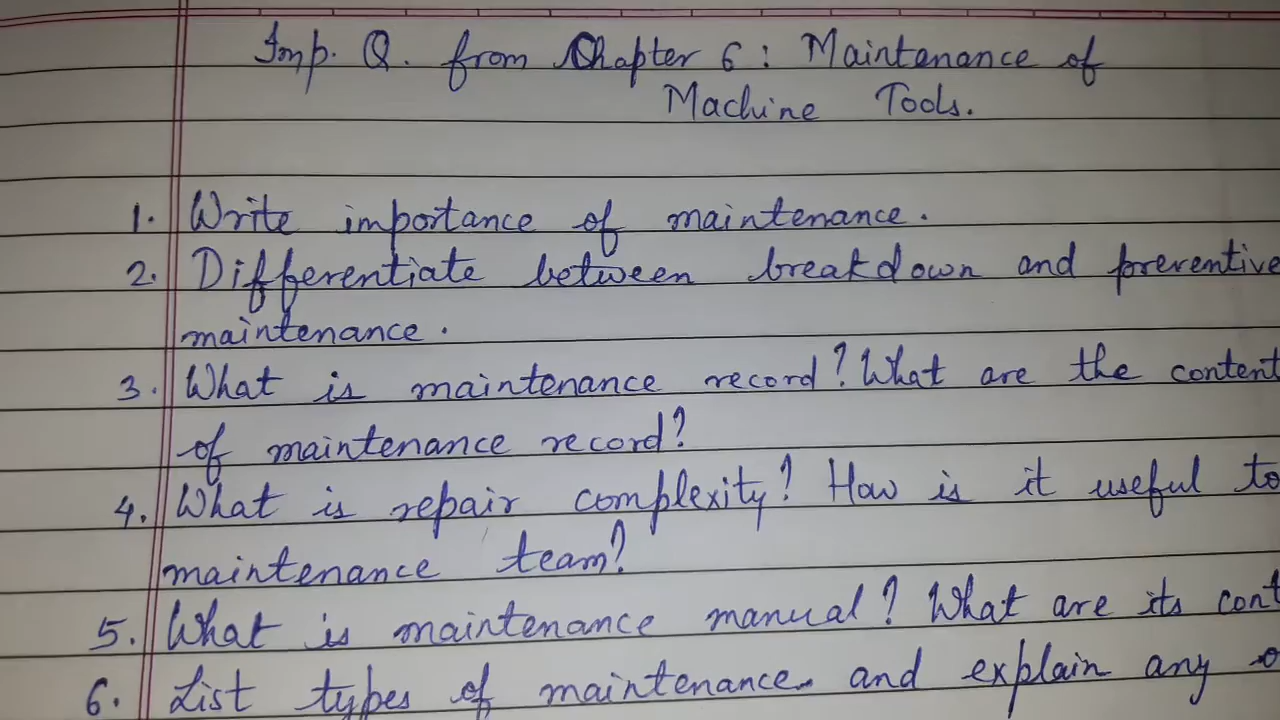 Imp. Q. from Chapter 6 : Maintenance of
Machine Tools.
1. Write importance of maintenance.
2. Differentiate between breakdown and preventive
maintenance.
3. What is maintenance record? What are the content
of maintenance record?
4. What is repair complexity? How is it useful to
maintenance team?
5. What is maintenance manual? What are its cont
6. List types of maintenance and explain any